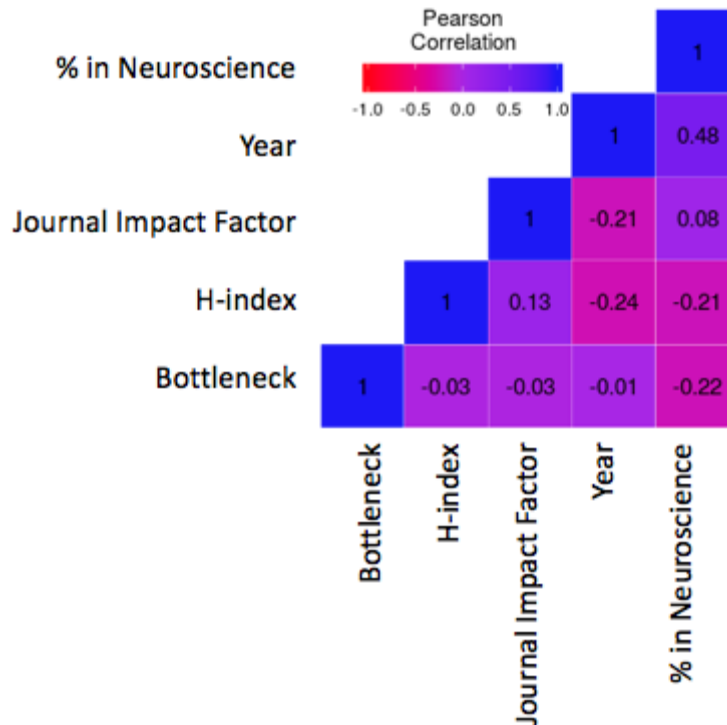 Pearson
Correlation
-1.0 -0.5 0.0 0.5 1.0
% in Neuroscience 1
Year 1 0.48
Journal Impact Factor 1 -0.21 0.08
H-index 1 0.13 -0.24 -0.21
Bottleneck 1 -0.03 -0.03 -0.01 -0.22
Bottleneck
H-index
Journal Impact Factor
Year
% in Neuroscience